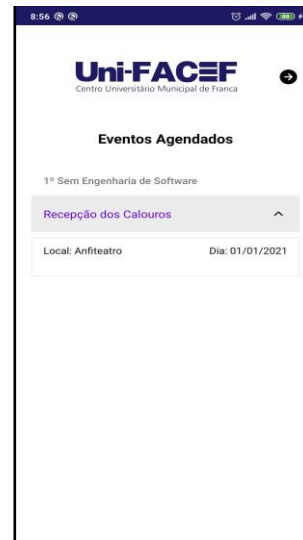 8:56
Uni-FACEF
Centro Universitário Municipal de Franca
Eventos Agendados
1º Sem Engenharia de Software
Recepção dos Calouros
Local: Anfiteatro Dia: 01/01/2021